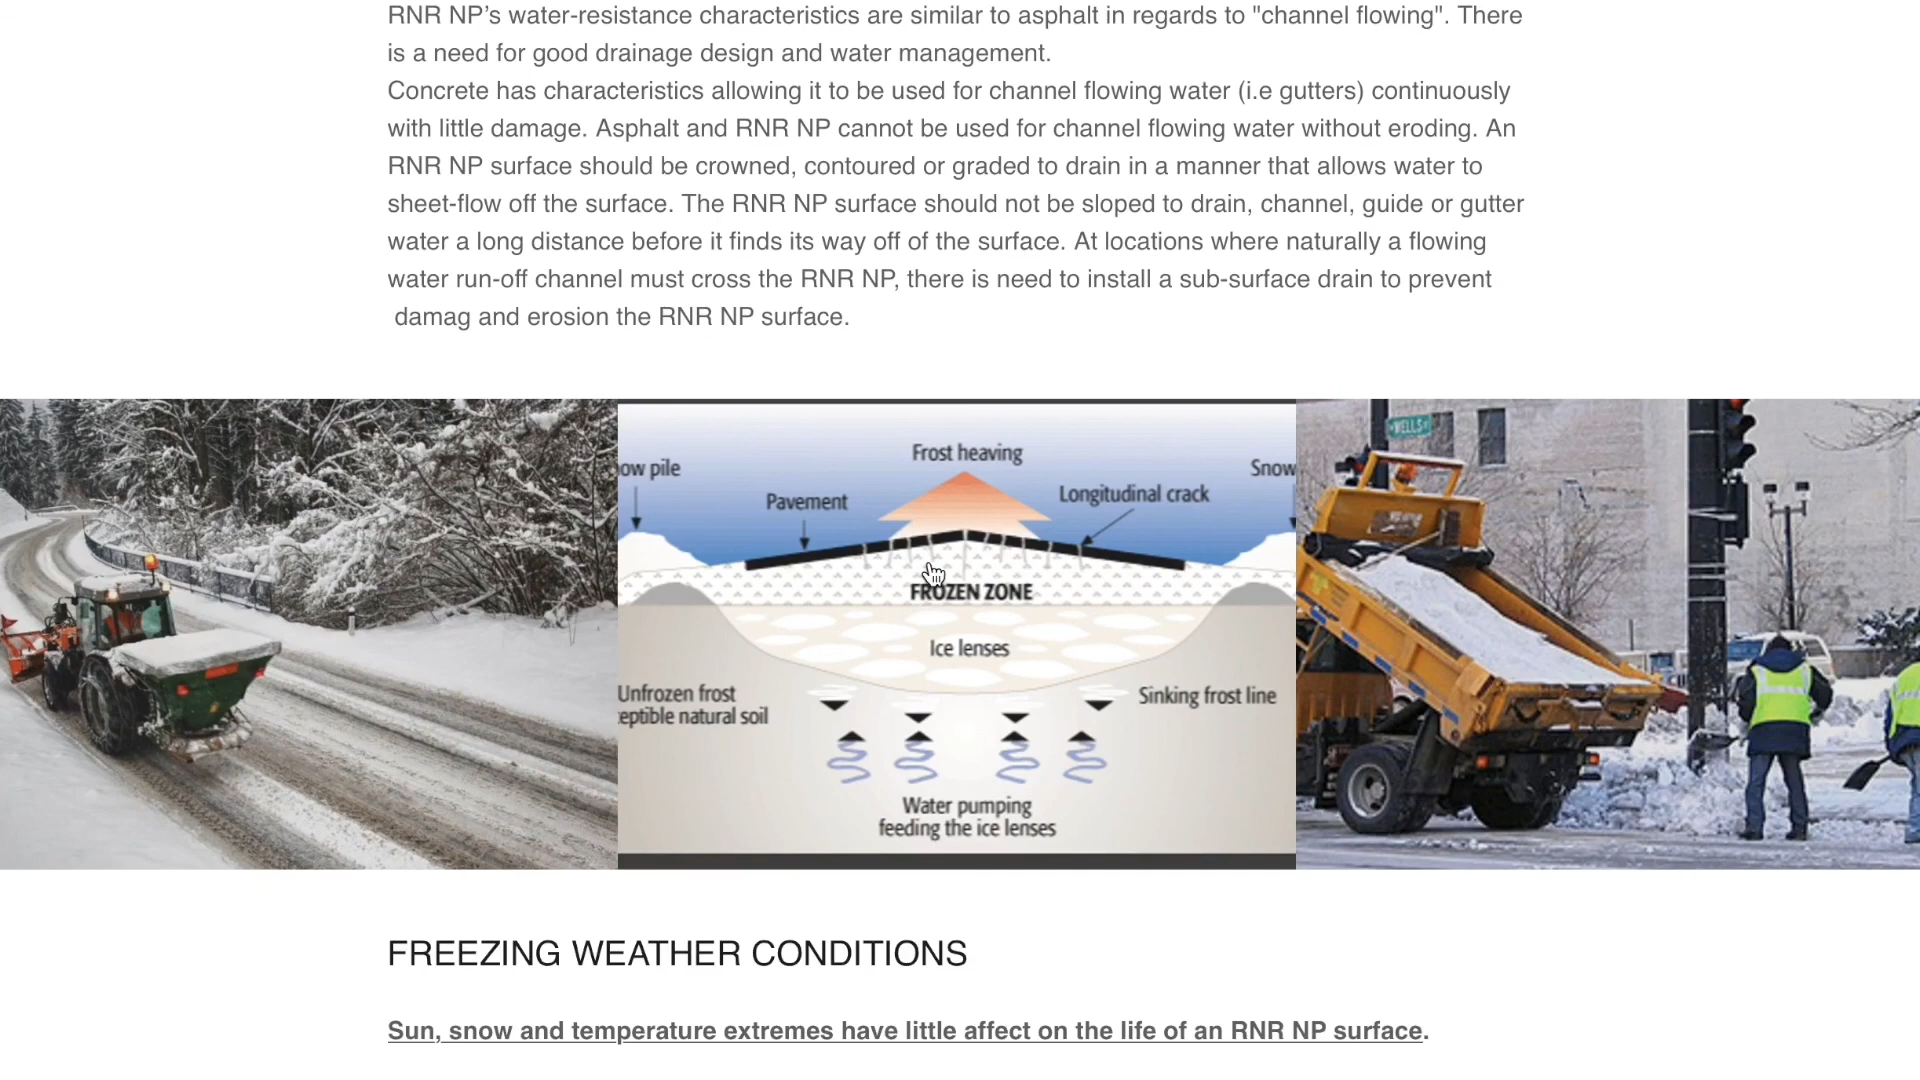 RNR NP’s water-resistance characteristics are similar to asphalt in regards to "channel flowing". There
is a need for good drainage design and water management.
Concrete has characteristics allowing it to be used for channel flowing water (i.e gutters) continuously
with little damage. Asphalt and RNR NP cannot be used for channel flowing water without eroding. An
RNR NP surface should be crowned, contoured or graded to drain in a manner that allows water to
sheet-flow off the surface. The RNR NP surface should not be sloped to drain, channel, guide or gutter
water a long distance before it finds its way off of the surface. At locations where naturally a flowing
water run-off channel must cross the RNR NP, there is need to install a sub-surface drain to prevent
damag and erosion the RNR NP surface.
Frost heaving
ow pile
Snow
Pavement
Longitudinal crack
FROZEN ZONE
Ice lenses
Unfrozen frost
eptible natural soil
Sinking frost line
Water pumping
feeding the ice lenses
WELLS
FREEZING WEATHER CONDITIONS
Sun, snow and temperature extremes have little affect on the life of an RNR NP surface.